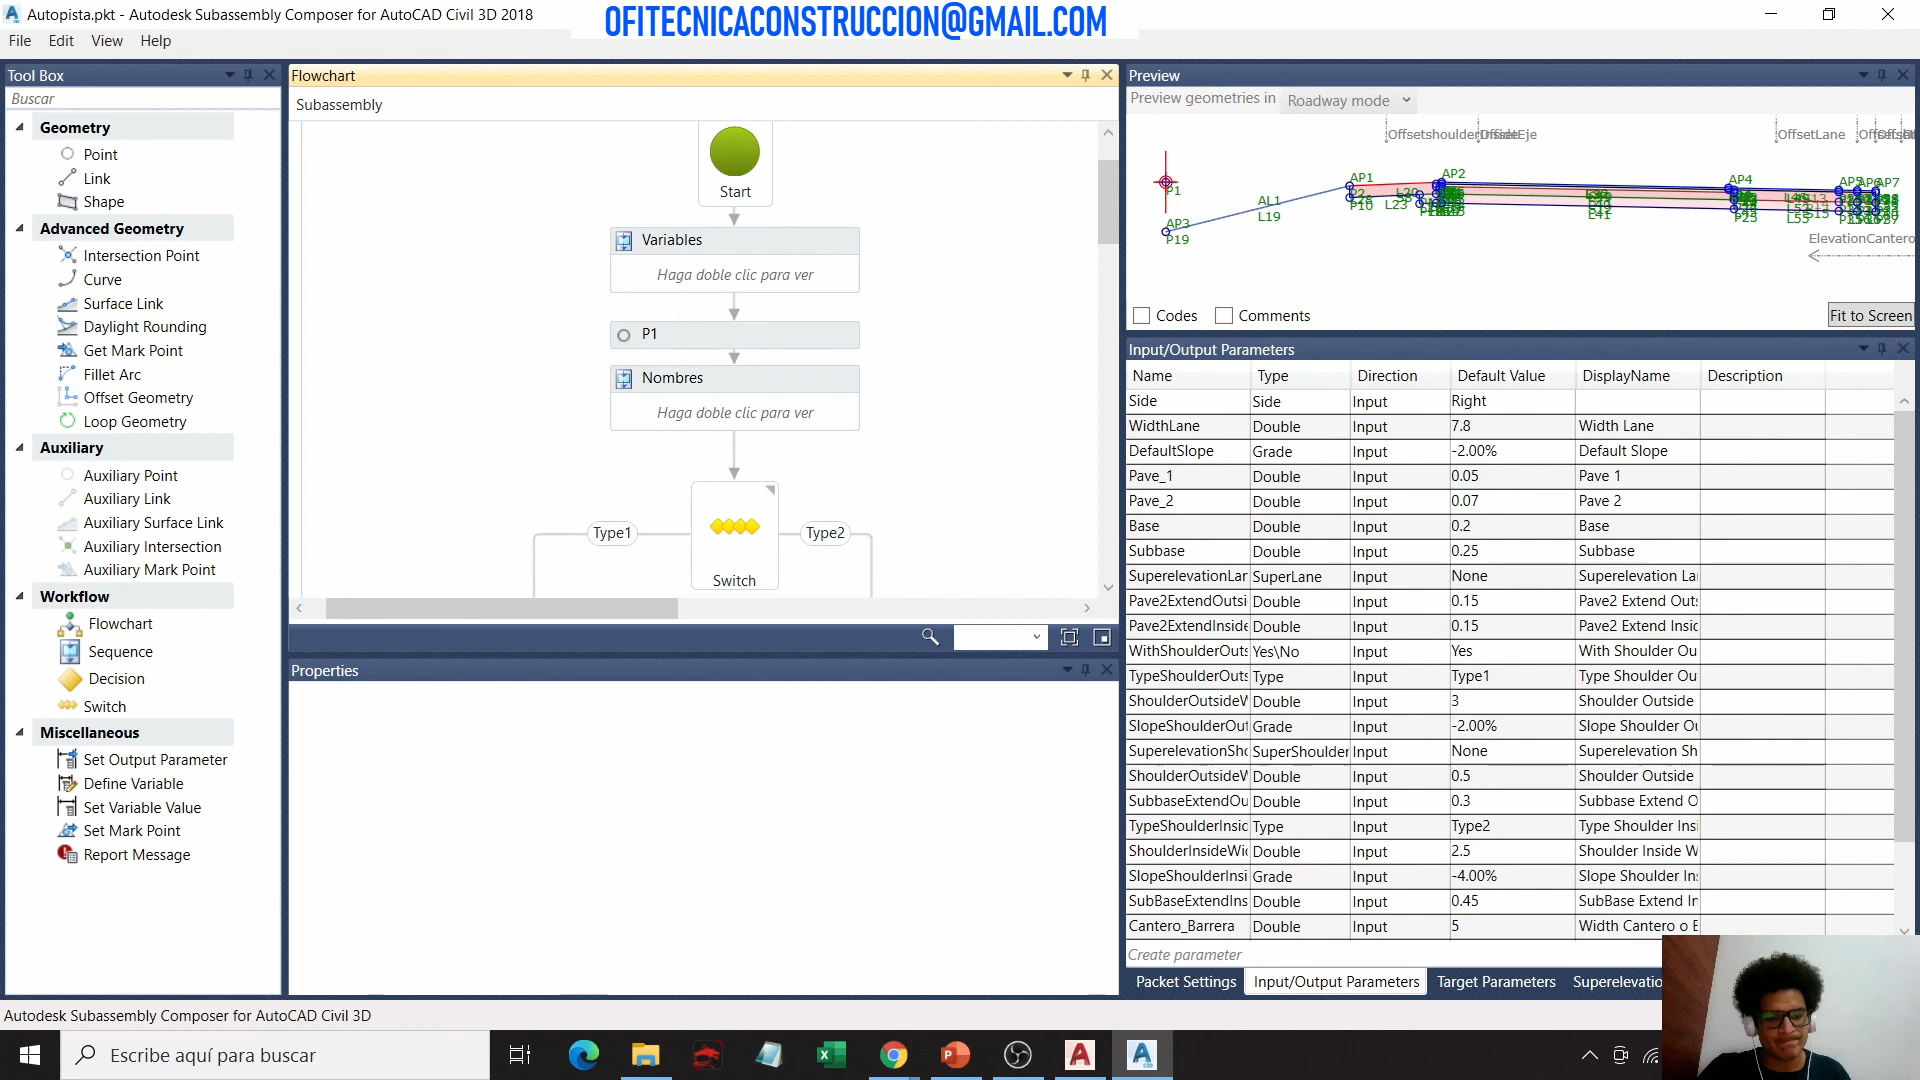 Autopista.pkt - Autodesk Subassembly Composer for AutoCAD Civil 3D 2018
OFITECNICACONSTRUCCION@GMAIL.COM
File Edit View Help
Tool Box
Buscar
Geometry
Point
Link
Shape
Advanced Geometry
Intersection Point
Curve
Surface Link
Daylight Rounding
Get Mark Point
Fillet Arc
Offset Geometry
Loop Geometry
Auxiliary
Auxiliary Point
Auxiliary Link
Auxiliary Surface Link
Auxiliary Intersection
Auxiliary Mark Point
Workflow
Flowchart
Sequence
Decision
Switch
Miscellaneous
Set Output Parameter
Define Variable
Set Variable Value
Set Mark Point
Report Message
Flowchart
Subassembly
Start
Variables
Haga doble clic para ver
P1
Nombres
Haga doble clic para ver
Type1
Type2
Switch
Properties
Preview
Preview geometries in Roadway mode
OffsetLane
P1
AP1
P2
AP2
AL1
L19
AP3
P19
P10
L23
AP4
AP7
ElevationCantero
Codes Comments Fit to Screen
Input/Output Parameters
Name Type Direction Default Value DisplayName Description
Side Side Input Right
WidthLane Double Input 7.8 Width Lane
DefaultSlope Grade Input -2.00% Default Slope
Pave_1 Double Input 0.05 Pave 1
Pave_2 Double Input 0.07 Pave 2
Base Double Input 0.2 Base
Subbase Double Input 0.25 Subbase
SuperelevationLar SuperLane Input None Superelevation La
Pave2ExtendOutsi Double Input 0.15 Pave2 Extend Outs
Pave2ExtendInside Double Input 0.15 Pave2 Extend Insic
WithShoulderOuts Yes\No Input Yes With Shoulder Ou
TypeShoulderOuts Type Input Type1 Type Shoulder Ou
ShoulderOutsideW Double Input 3 Shoulder Outside
SlopeShoulderOut Grade Input -2.00% Slope Shoulder Ou
SuperelevationSho SuperShoulder Input None Superelevation Sh
ShoulderOutsideW Double Input 0.5 Shoulder Outside
SubbaseExtendOu Double Input 0.3 Subbase Extend O
TypeShoulderInsic Type Input Type2 Type Shoulder Insi
ShoulderInsideWi Double Input 2.5 Shoulder Inside W
SlopeShoulderInsi Grade Input -4.00% Slope Shoulder In
SubBaseExtendIns Double Input 0.45 SubBase Extend In
Cantero_Barrera Double Input 5 Width Cantero o B
Create parameter
Packet Settings Input/Output Parameters Target Parameters Superelevatio
Autodesk Subassembly Composer for AutoCAD Civil 3D
Escribe aquí para buscar